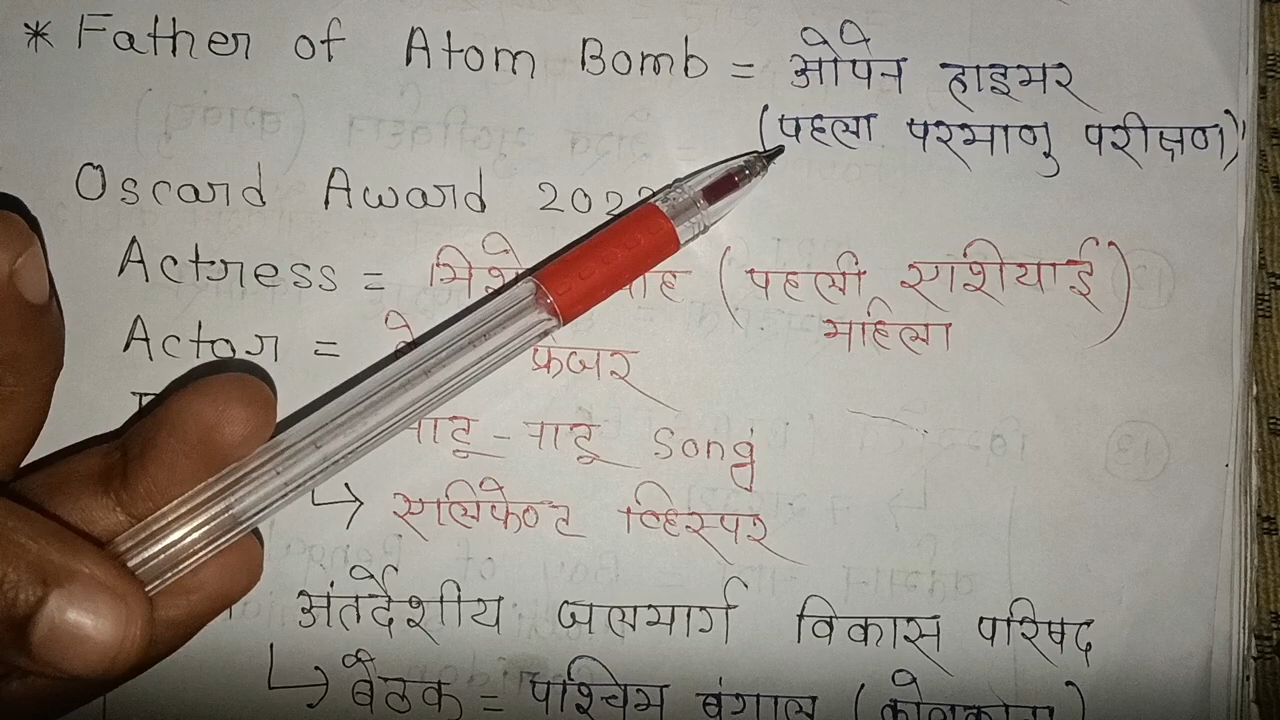 * Father of Atom Bomb = ओपेन हाइमर
(पहला परमाणु परीक्षण)
Oscard Award
Actress = (पहली एशियाई)
महिला
Actor = फ्रेजर
नाटू - नाटू song
↳ एलिफेण्ट व्हिस्पर
अंतर्देशीय जलमार्ग विकास परिषद
↳ बैठक = पश्चिम बंगाल (कोलकाता)